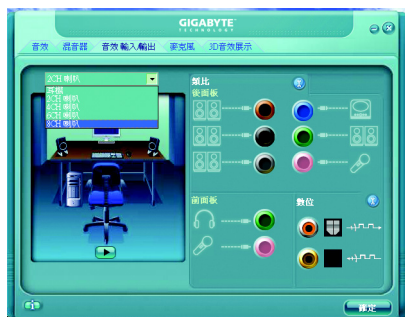 GIGABYTE
TECHNOLOGY
音效 混音器 音效輸入/輸出 麥克風 3D音效展示
2CH 喇叭
耳機
2CH 喇叭
4CH 喇叭
6CH 喇叭
8CH 喇叭
類比
後面板
前面板
數位
確定